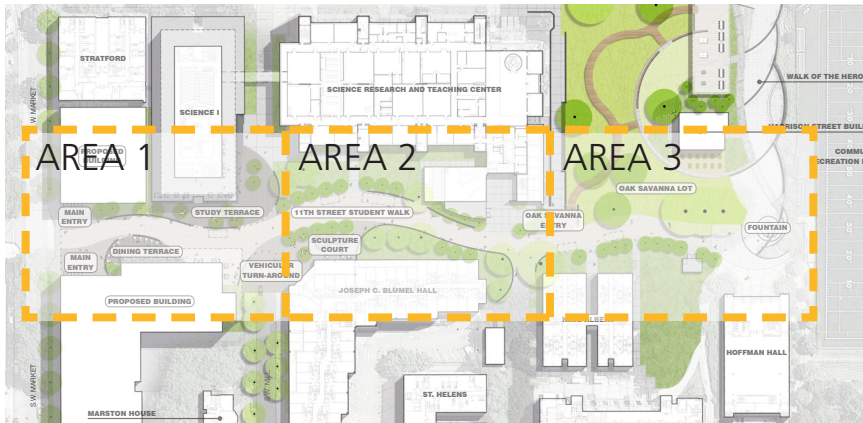 STRATFORD
SCIENCE I
SCIENCE RESEARCH AND TEACHING CENTER
WALK OF THE HERO
W. MARKET
AREA 1
AREA 2
AREA 3
PROPOSED
BUILDING
OAK SAVANNA LOT
MAIN
ENTRY
STUDY TERRACE
11TH STREET STUDENT WALK
OAK SAVANNA
ENTRY
FOUNTAIN
SCULPTURE
COURT
DINING TERRACE
MAIN
ENTRY
VEHICULAR
TURN-AROUND
JOSEPH C. BLUMEL HALL
PROPOSED BUILDING
HOFFMAN HALL
S.W. MARKET
ST. HELENS
MARSTON HOUSE